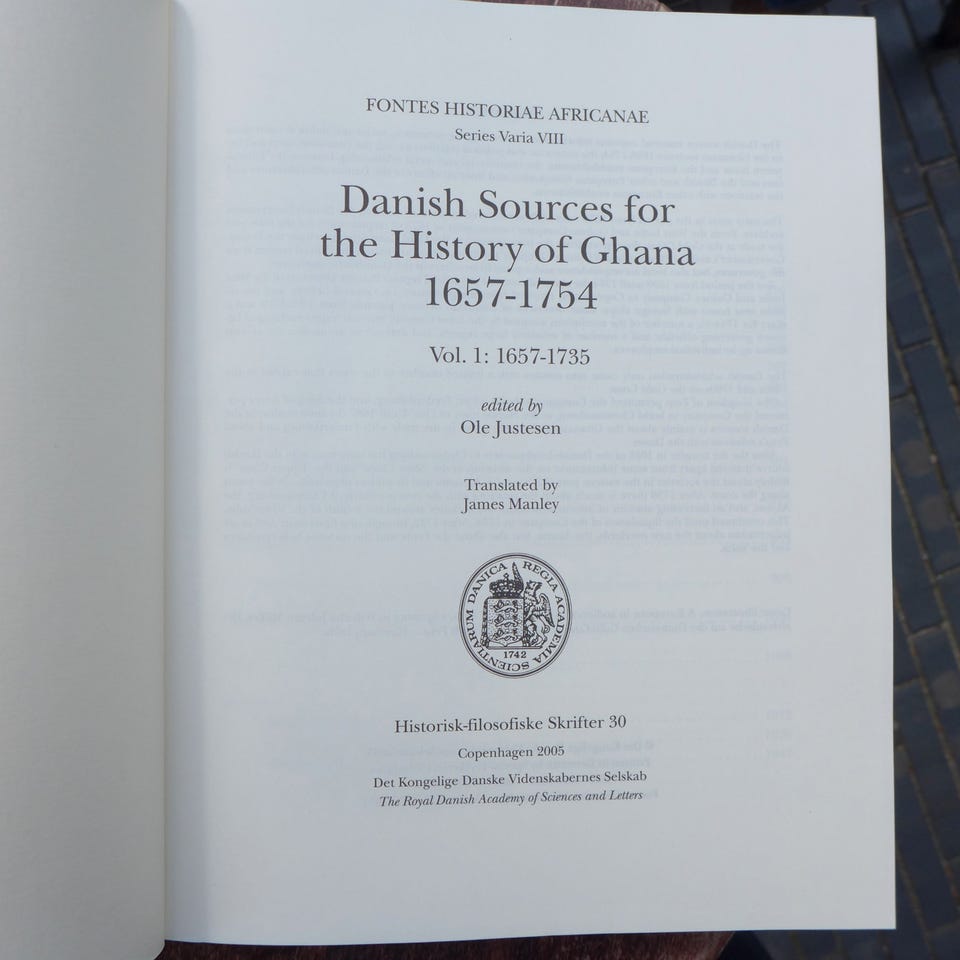 FONTES HISTORIAE AFRICANAE
Series Varia VIII
Danish Sources for
the History of Ghana
1657-1754
Vol. 1: 1657-1735
edited by
Ole Justesen
Translated by
James Manley
REGIA ACADEMIA SCIENTIARUM DANICA
1742
Historisk-filosofiske Skrifter 30
Copenhagen 2005
Det Kongelige Danske Videnskabernes Selskab
The Royal Danish Academy of Sciences and Letters